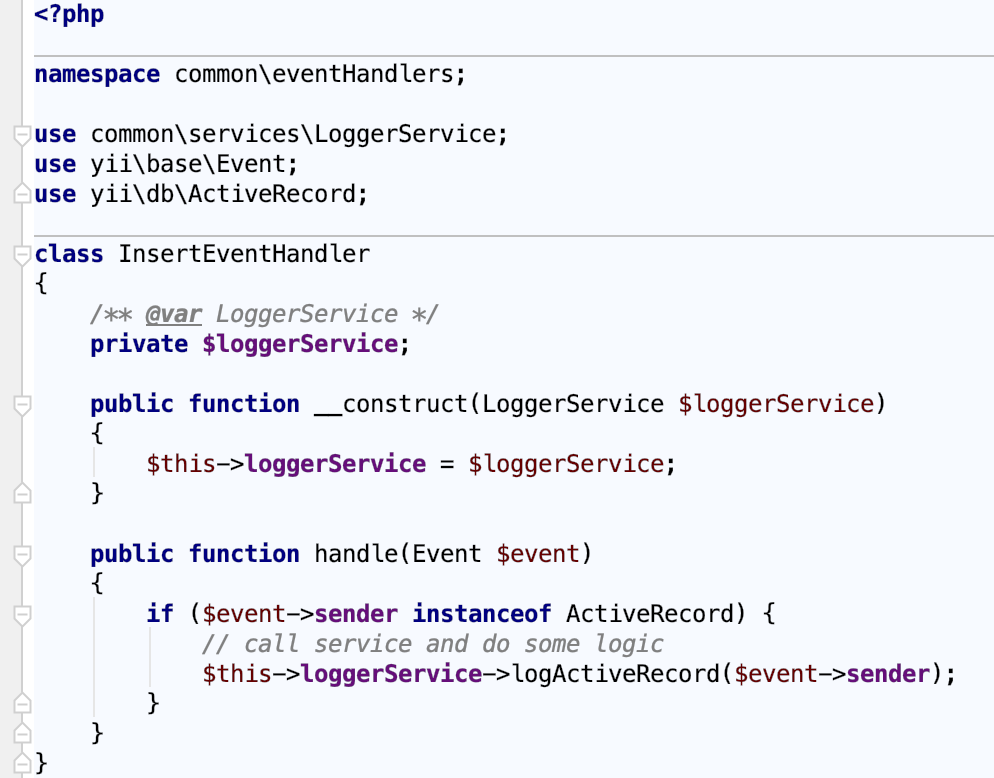 <?php
namespace common\eventHandlers;
use common\services\LoggerService;
use yii\base\Event;
use yii\db\ActiveRecord;
class InsertEventHandler
{
    /** @var LoggerService */
    private $loggerService;
    public function __construct(LoggerService $loggerService)
    {
        $this->loggerService = $loggerService;
    }
    public function handle(Event $event)
    {
        if ($event->sender instanceof ActiveRecord) {
            // call service and do some logic
            $this->loggerService->logActiveRecord($event->sender);
        }
    }
}